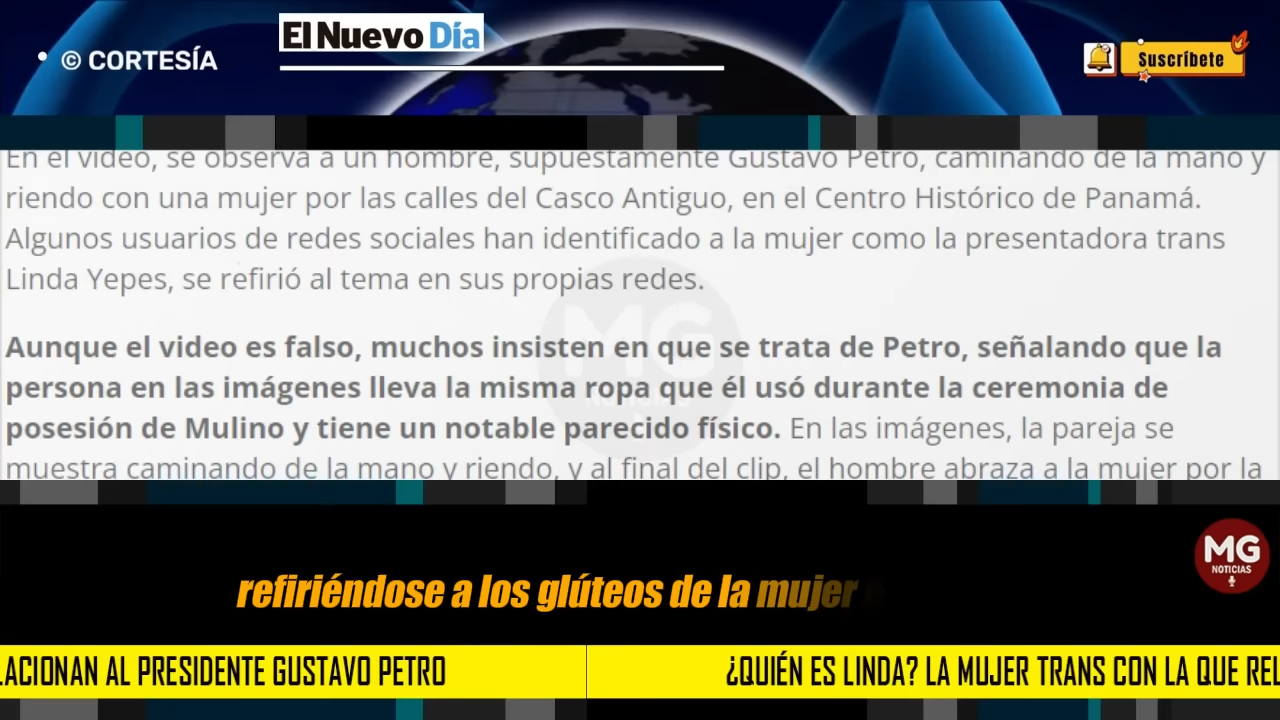 El Nuevo Día
© CORTESÍA
Suscríbete
En el video, se observa a un hombre, supuestamente Gustavo Petro, caminando de la mano y
riendo con una mujer por las calles del Casco Antiguo, en el Centro Histórico de Panamá.
Algunos usuarios de redes sociales han identificado a la mujer como la presentadora trans
Linda Yepes, se refirió al tema en sus propias redes.
Aunque el video es falso, muchos insisten en que se trata de Petro, señalando que la
persona en las imágenes lleva la misma ropa que él usó durante la ceremonia de
posesión de Mulino y tiene un notable parecido físico. En las imágenes, la pareja se
muestra caminando de la mano y riendo, y al final del clip, el hombre abraza a la mujer por la
MG
MG
NOTICIAS
refiriéndose a los glúteos de la mujer
LACIONAN AL PRESIDENTE GUSTAVO PETRO
¿QUIÉN ES LINDA? LA MUJER TRANS CON LA QUE REL